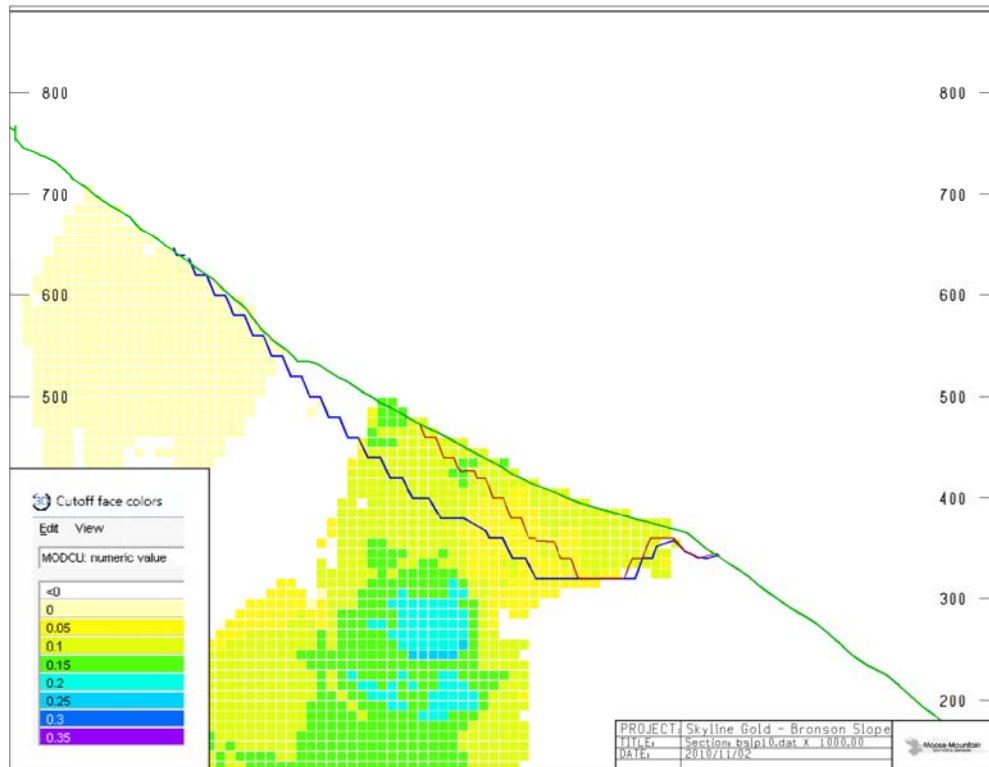 800 800
700 700
600 600
500 500
400 400
300 300
200
Cutoff face colors
Edit View
MODCU: numeric value
<0
0
0.05
0.1
0.15
0.2
0.25
0.3
0.35
PROJECT: Skyline Gold - Bronson Slope
TITLE: Section: bslp10.dat X 1000.00
DATE: 2010/11/02
Moose Mountain